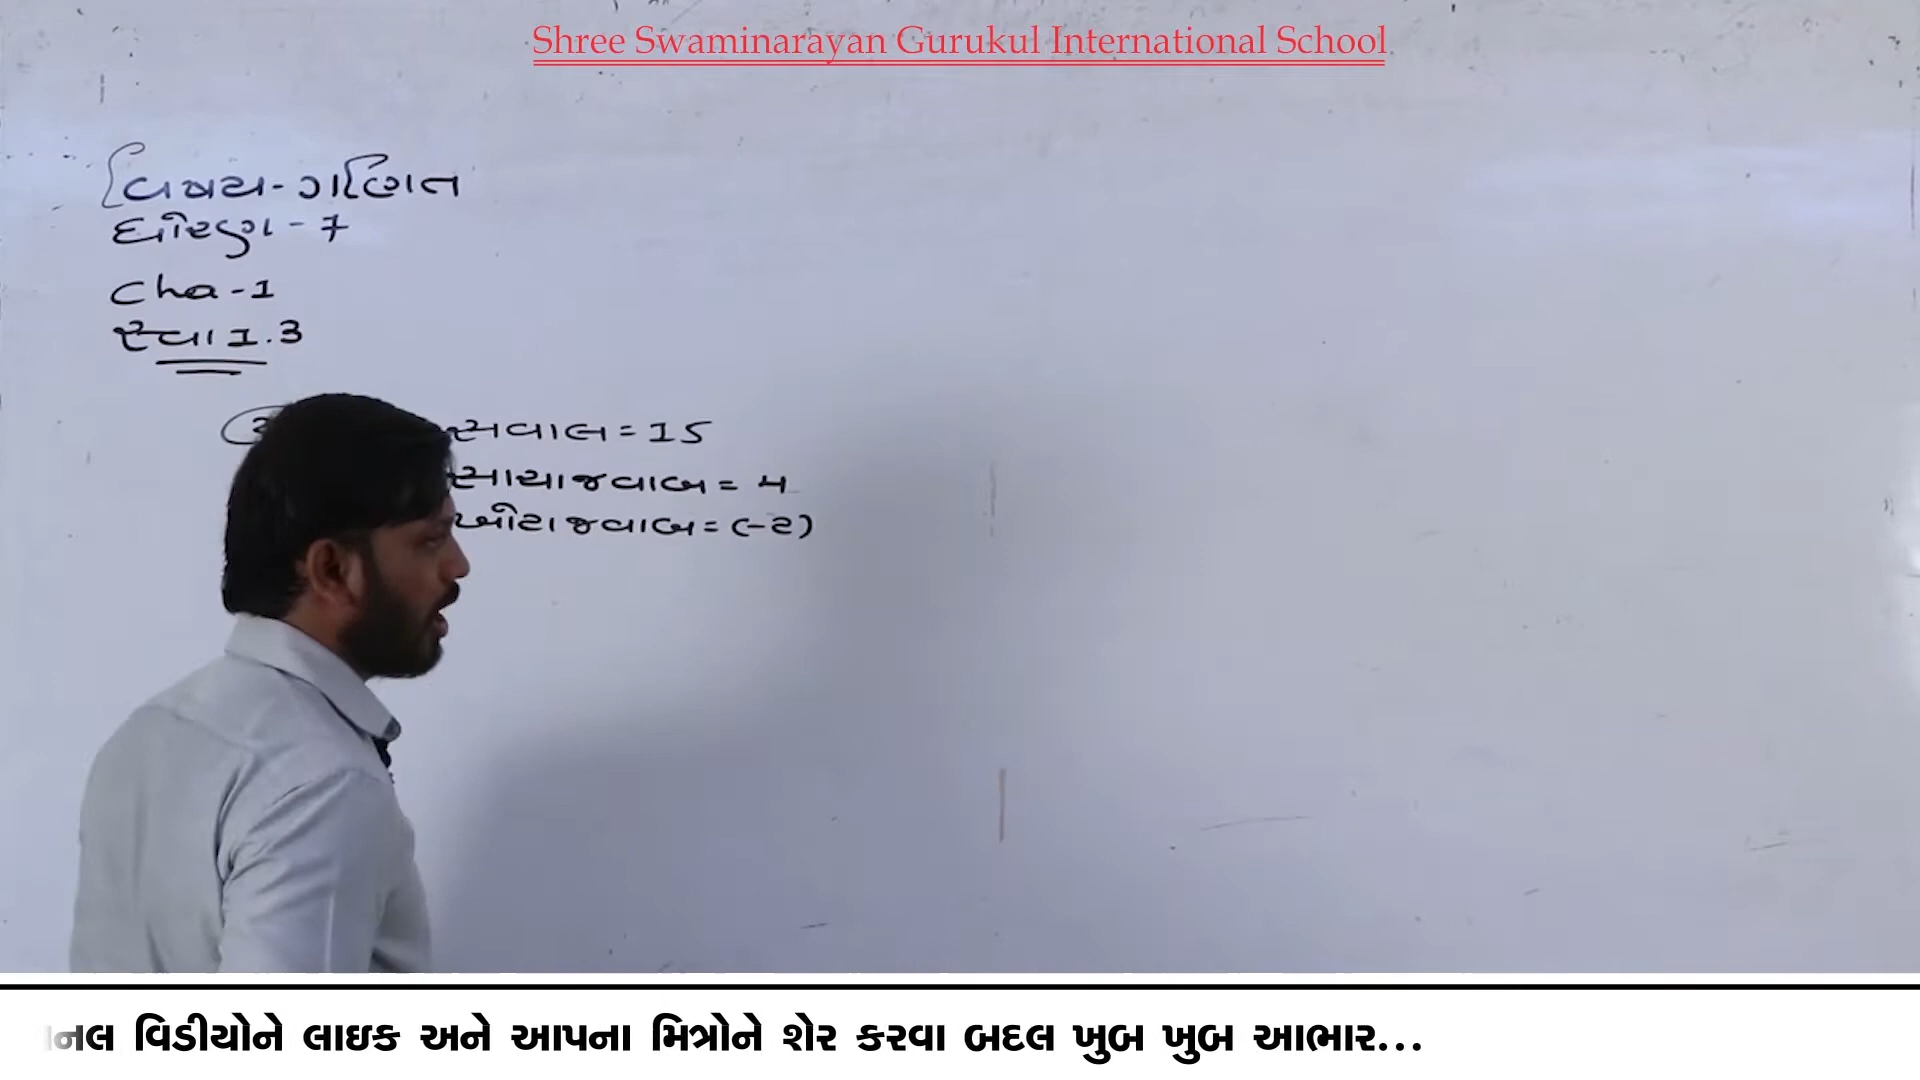 Shree Swaminarayan Gurukul International School
વિષય-ગણિત
ધોરણ-7
Cha-1
સ્વા 1.3
સવાલ = 15
સાચા જવાબ = 4
ખોટા જવાબ = (-2)
નલ વિડીયોને લાઇક અને આપના મિત્રોને શેર કરવા બદલ ખુબ ખુબ આભાર...